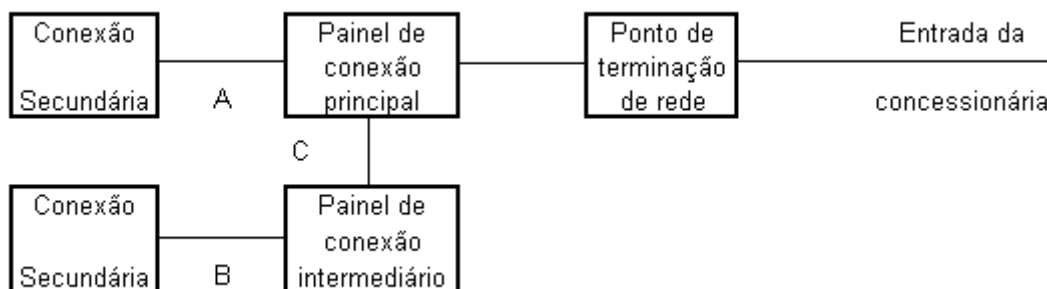 Conexão
Secundária
A
Painel de
conexão
principal
Ponto de
terminação
de rede
Entrada da
concessionária
C
Conexão
Secundária
B
Painel de
conexão
intermediário